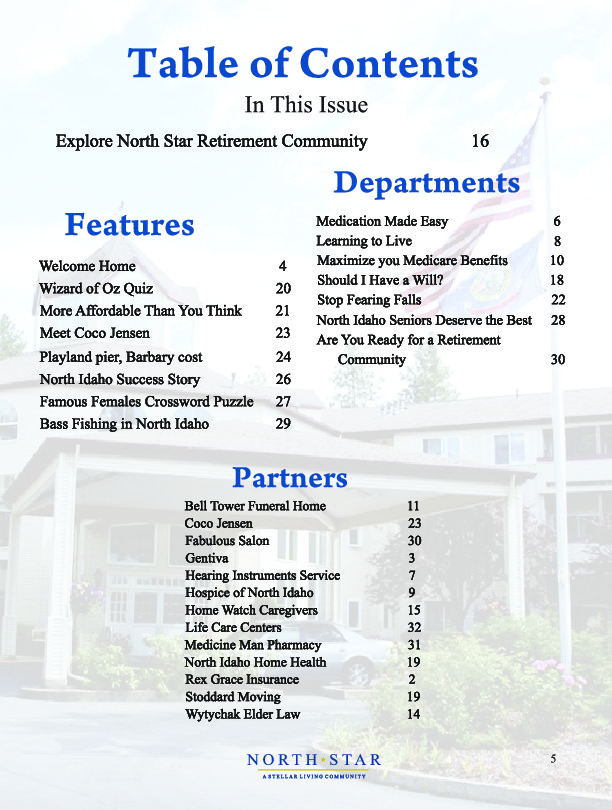 Table of Contents
In This Issue
Explore North Star Retirement Community 16
Features
Welcome Home 4
Wizard of Oz Quiz 20
More Affordable Than You Think 21
Meet Coco Jensen 23
Playland pier, Barbary cost 24
North Idaho Success Story 26
Famous Females Crossword Puzzle 27
Bass Fishing in North Idaho 29
Departments
Medication Made Easy 6
Learning to Live 8
Maximize you Medicare Benefits 10
Should I Have a Will? 18
Stop Fearing Falls 22
North Idaho Seniors Deserve the Best 28
Are You Ready for a Retirement
Community 30
Partners
Bell Tower Funeral Home 11
Coco Jensen 23
Fabulous Salon 30
Gentiva 3
Hearing Instruments Service 7
Hospice of North Idaho 9
Home Watch Caregivers 15
Life Care Centers 32
Medicine Man Pharmacy 31
North Idaho Home Health 19
Rex Grace Insurance 2
Stoddard Moving 19
Wytychak Elder Law 14
NORTH STAR
A STELLAR LIVING COMMUNITY
5